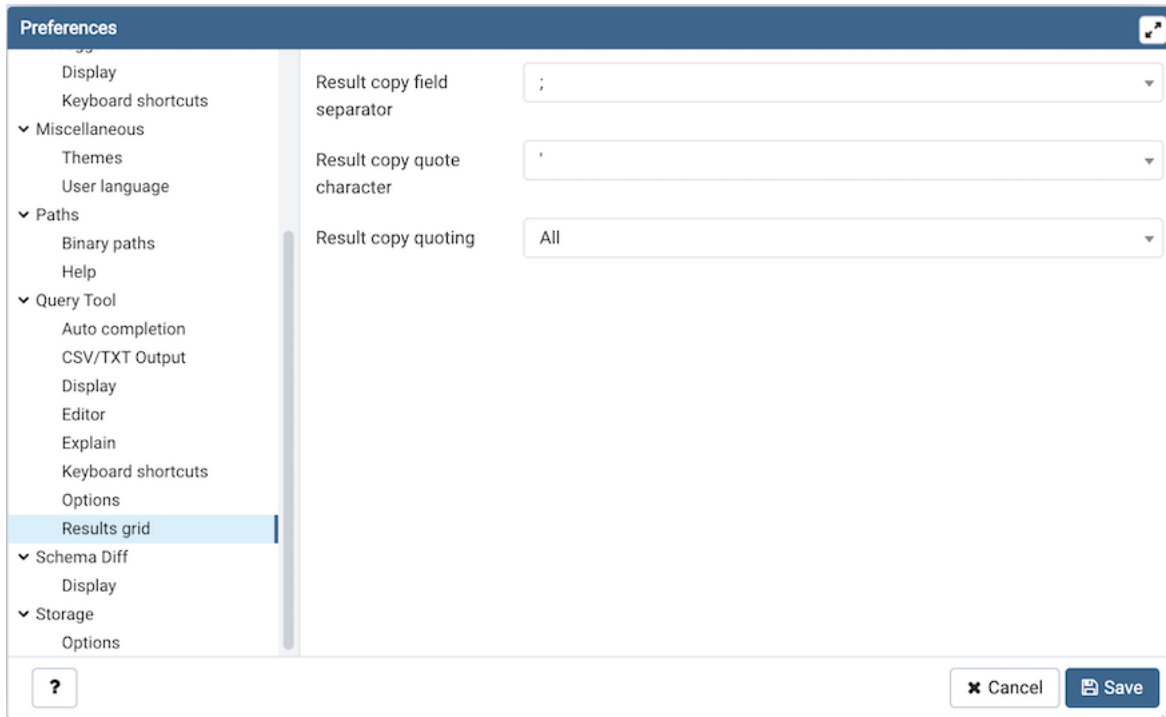 Preferences
Display
Keyboard shortcuts
Miscellaneous
Themes
User language
Paths
Binary paths
Help
Query Tool
Auto completion
CSV/TXT Output
Display
Editor
Explain
Keyboard shortcuts
Options
Results grid
Schema Diff
Display
Storage
Options
Result copy field
separator
;
Result copy quote
character
'
Result copy quoting
All
?
Cancel
Save